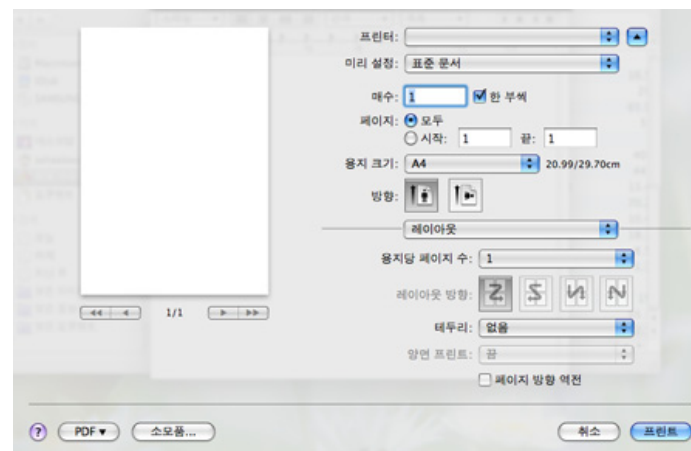 프린터:
미리 설정: 표준 문서
매수: 1 한 부씩
페이지: 모두
시작: 1 끝: 1
용지 크기: A4 20.99/29.70cm
방향:
레이아웃
용지당 페이지 수: 1
레이아웃 방향:
1/1
테두리: 없음
양면 프린트: 끔
페이지 방향 역전
? PDF▼ 소모품... 취소 프린트